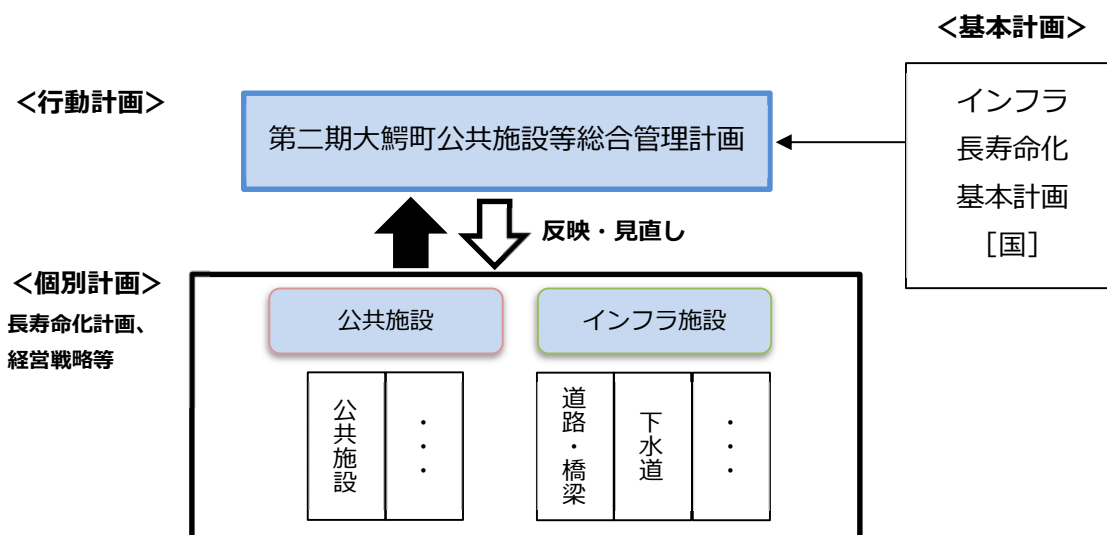 ＜基本計画＞
インフラ
長寿命化
基本計画
［国］
＜行動計画＞
第二期大鰐町公共施設等総合管理計画
反映・見直し
＜個別計画＞
長寿命化計画、
経営戦略等
公共施設
インフラ施設
公共施設
・・・
道路・橋梁
下水道
・・・